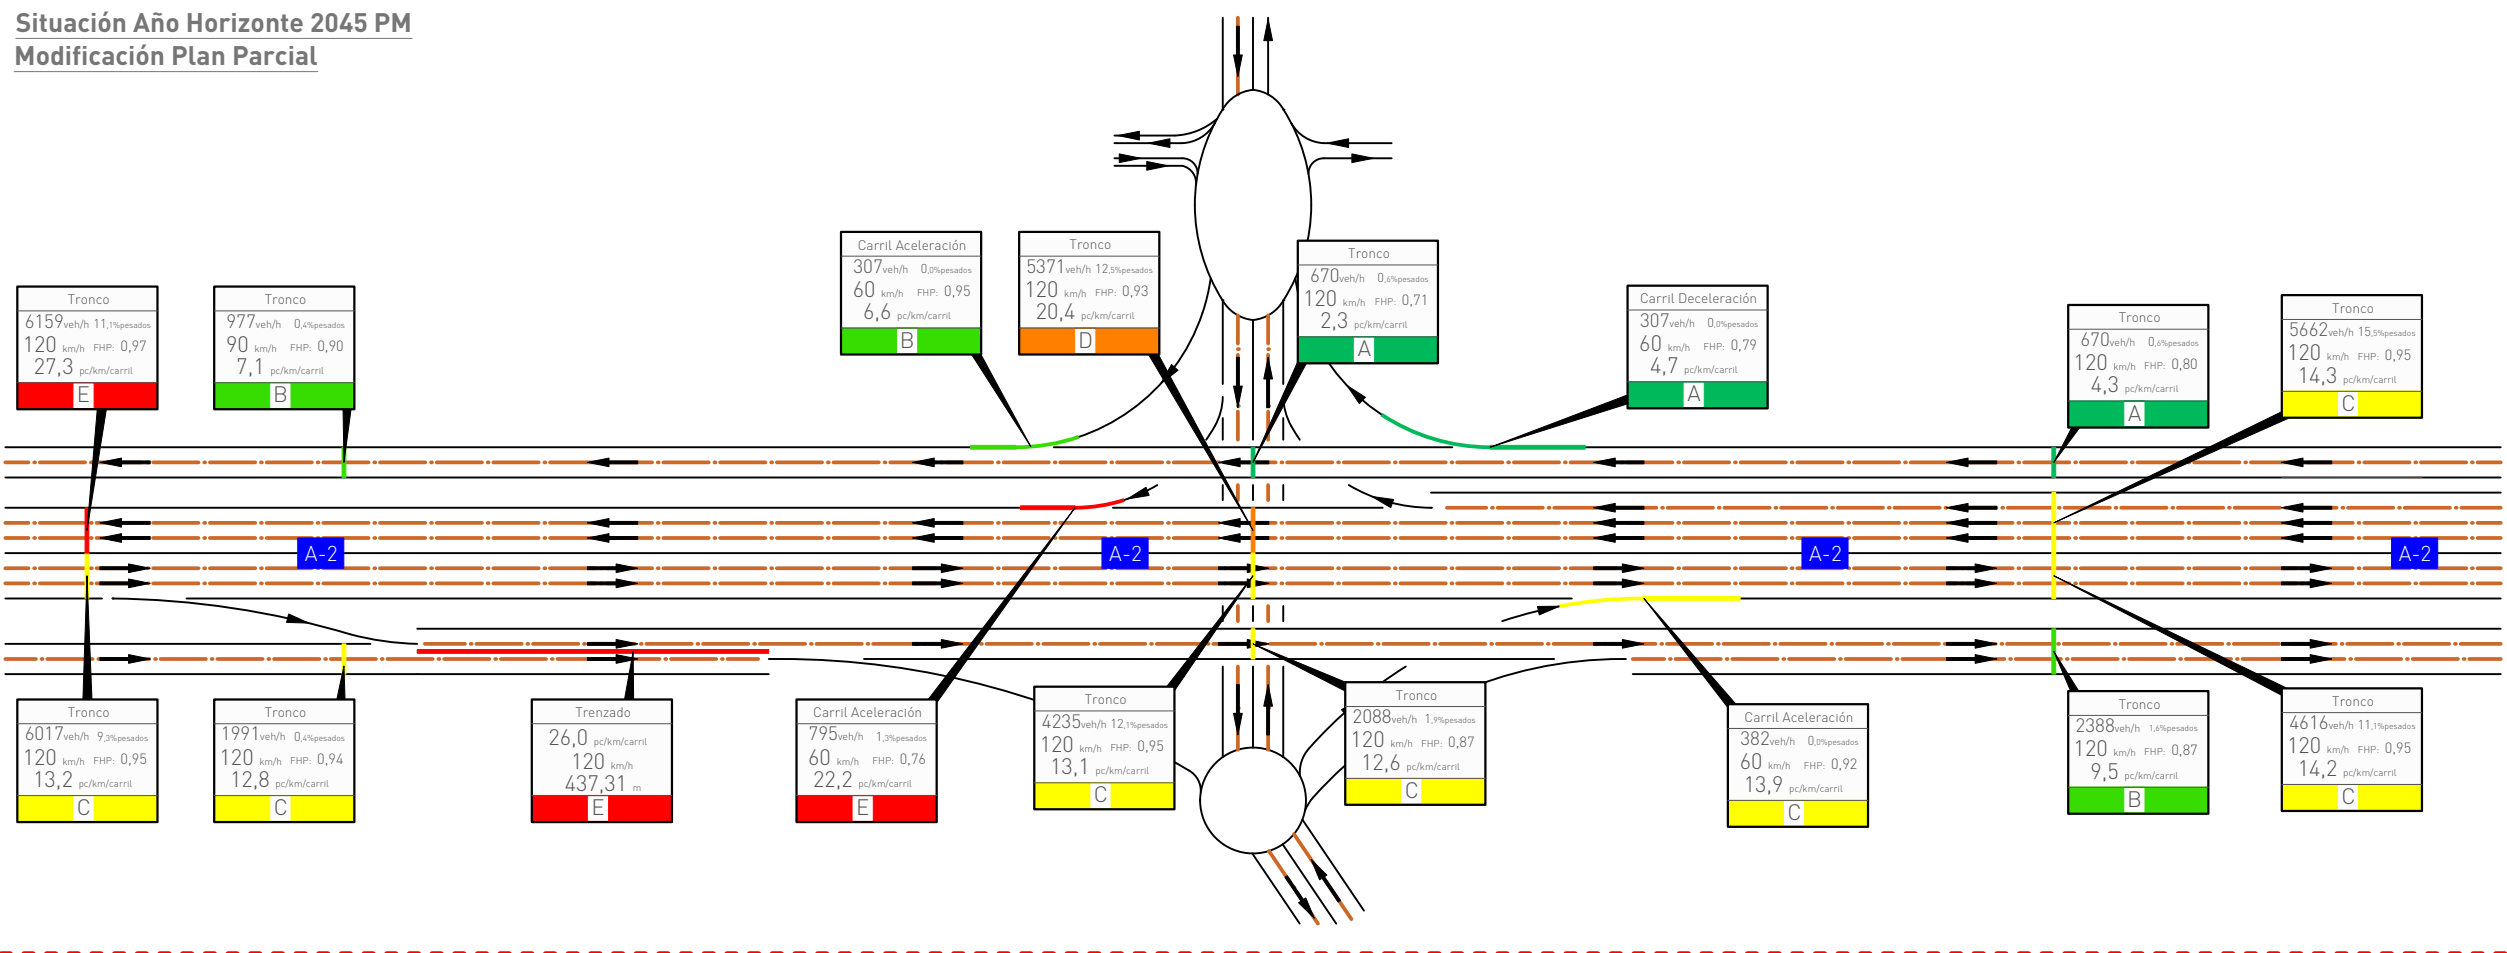 Situación Año Horizonte 2045 PM
Modificación Plan Parcial
Tronco
6159veh/h 11,1%pesados
120 km/h FHP: 0,97
27,3 pc/km/carril
E
Tronco
977veh/h 0,4%pesados
90 km/h FHP: 0,90
7,1 pc/km/carril
B
Carril Aceleración
307veh/h 0,0%pesados
60 km/h FHP: 0,95
6,6 pc/km/carril
B
Tronco
5371veh/h 12,5%pesados
120 km/h FHP: 0,93
20,4 pc/km/carril
D
Tronco
670veh/h 0,6%pesados
120 km/h FHP: 0,71
2,3 pc/km/carril
A
Carril Deceleración
307veh/h 0,0%pesados
60 km/h FHP: 0,79
4,7 pc/km/carril
A
Tronco
670veh/h 0,6%pesados
120 km/h FHP: 0,80
4,3 pc/km/carril
A
Tronco
5662veh/h 15,5%pesados
120 km/h FHP: 0,95
14,3 pc/km/carril
C
A-2
A-2
A-2
A-2
Tronco
6017veh/h 9,3%pesados
120 km/h FHP: 0,95
13,2 pc/km/carril
C
Tronco
1991veh/h 0,4%pesados
120 km/h FHP: 0,94
12,8 pc/km/carril
C
Trenzado
26,0 pc/km/carril
120 km/h
437,31 m
E
Carril Aceleración
795veh/h 1,3%pesados
60 km/h FHP: 0,76
22,2 pc/km/carril
E
Tronco
4235veh/h 12,1%pesados
120 km/h FHP: 0,95
13,1 pc/km/carril
C
Tronco
2088veh/h 1,9%pesados
120 km/h FHP: 0,87
12,6 pc/km/carril
C
Carril Aceleración
382veh/h 0,0%pesados
60 km/h FHP: 0,92
13,9 pc/km/carril
C
Tronco
2388veh/h 1,6%pesados
120 km/h FHP: 0,87
9,5 pc/km/carril
B
Tronco
4616veh/h 11,1%pesados
120 km/h FHP: 0,95
14,2 pc/km/carril
C